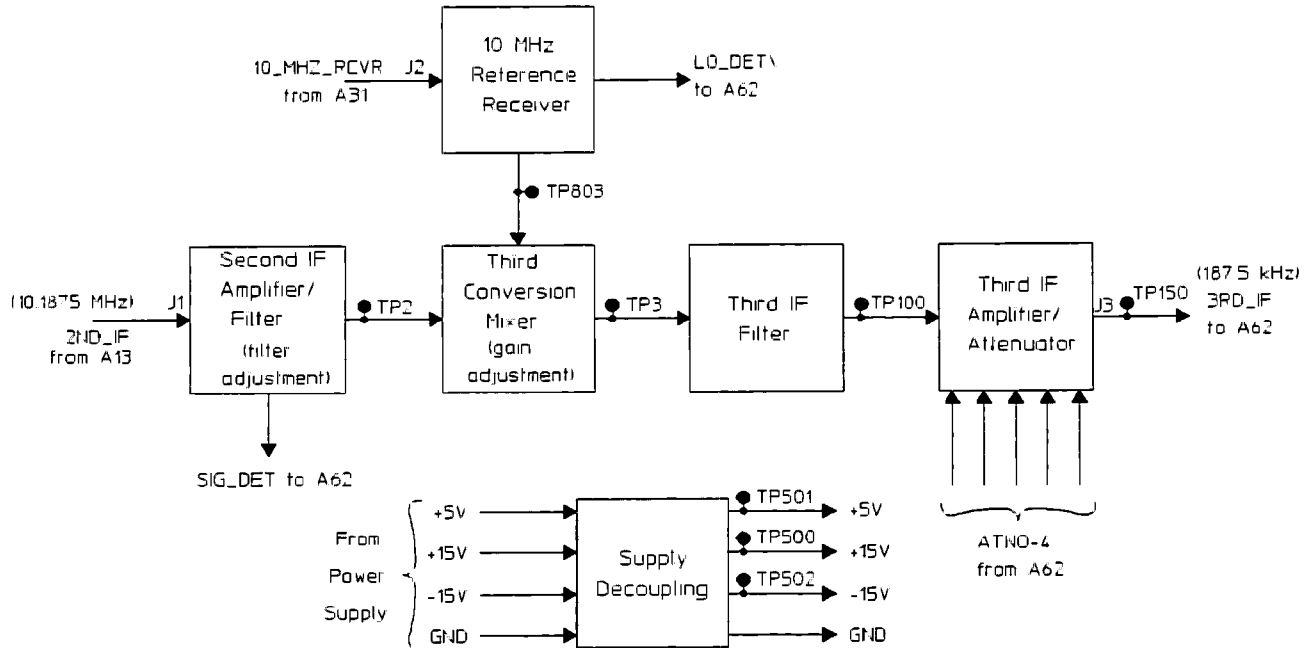 10 MHz
Reference
Receiver
10_MHZ_RCVR
J2
from A31
LO_DET\
to A62
TP803
(10.1875 MHz)
J1
2ND_IF
from A13
Second IF
Amplifier/
Filter
(filter
adjustment)
TP2
Third
Conversion
Mixer
(gain
adjustment)
TP3
Third IF
Filter
TP100
Third IF
Amplifier/
Attenuator
J3
TP150
(187.5 kHz)
3RD_IF
to A62
SIG_DET to A62
ATN0-4
from A62
From
Power
Supply
+5V
+15V
-15V
GND
Supply
Decoupling
TP501
+5V
TP500
+15V
TP502
-15V
GND